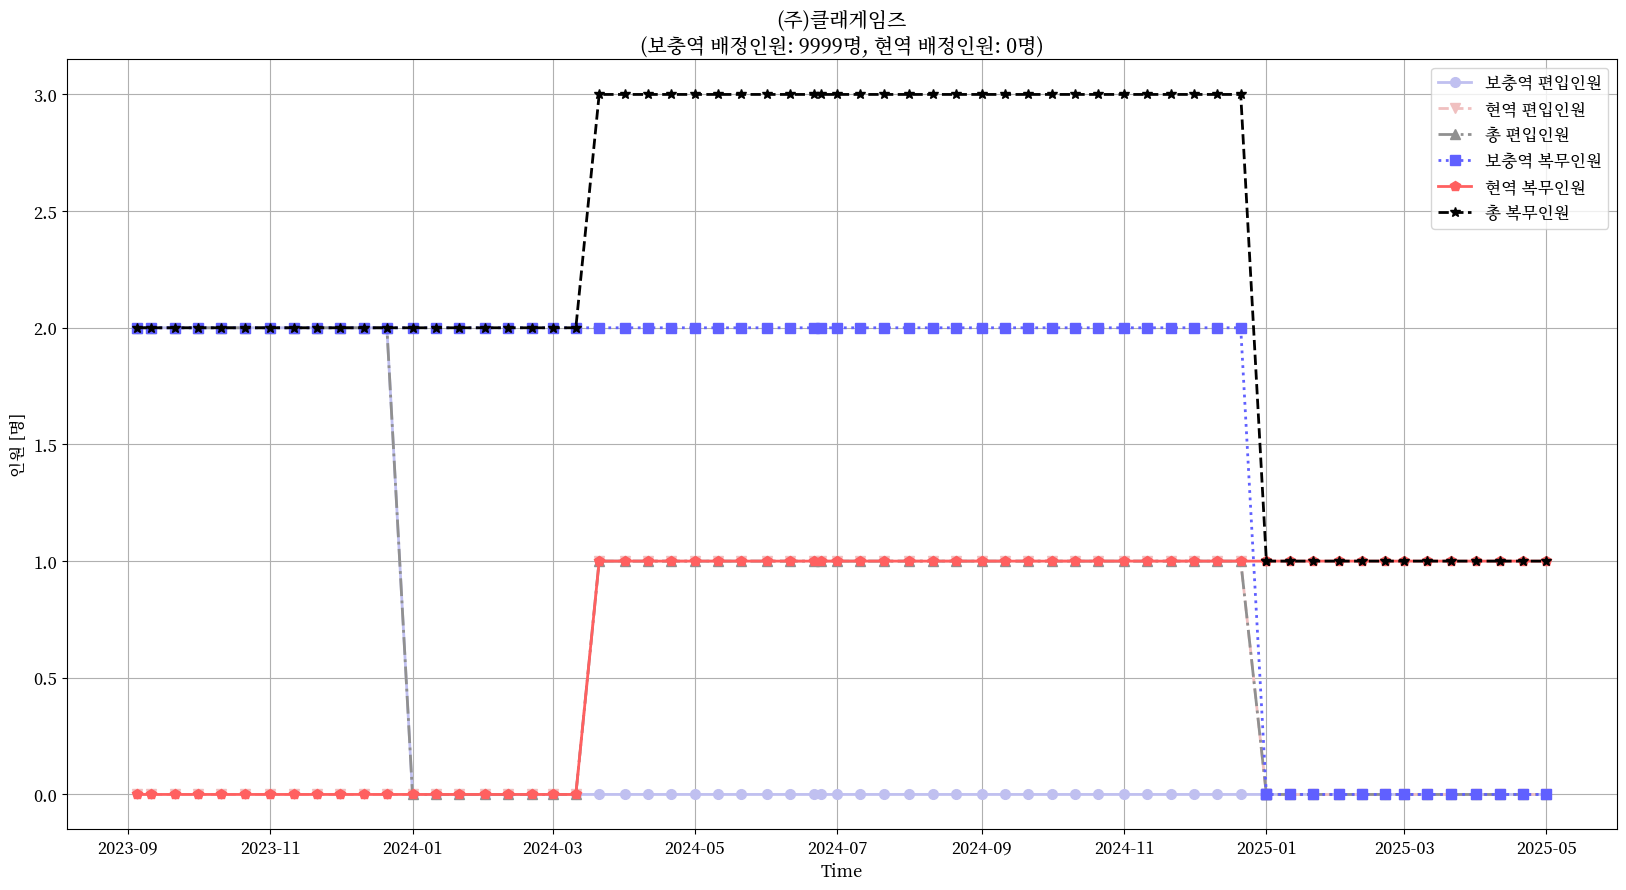 (주)클래게임즈
(보충역 배정인원: 9999명, 현역 배정인원: 0명)
보충역 편입인원
현역 편입인원
총 편입인원
보충역 복무인원
현역 복무인원
총 복무인원
인원 [명]
3.0
2.5
2.0
1.5
1.0
0.5
0.0
2023-09 2023-11 2024-01 2024-03 2024-05 2024-07 2024-09 2024-11 2025-01 2025-03 2025-05
Time